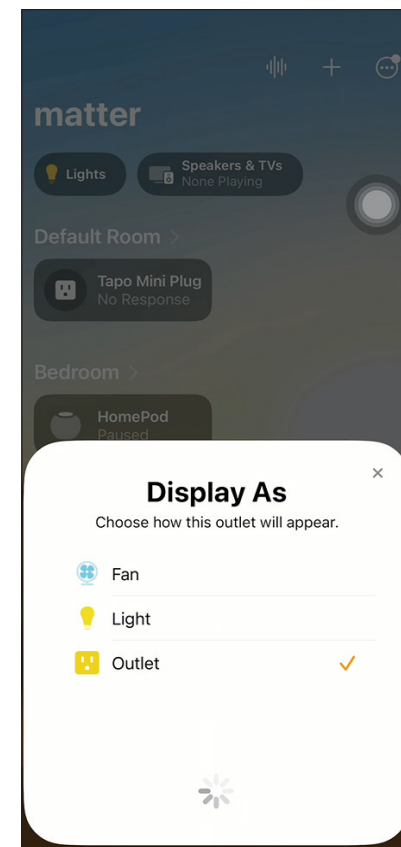 matter
Lights
Speakers & TVs
None Playing
Default Room >
Tapo Mini Plug
No Response
Bedroom >
HomePod
Paused
Display As
Choose how this outlet will appear.
Fan
Light
Outlet